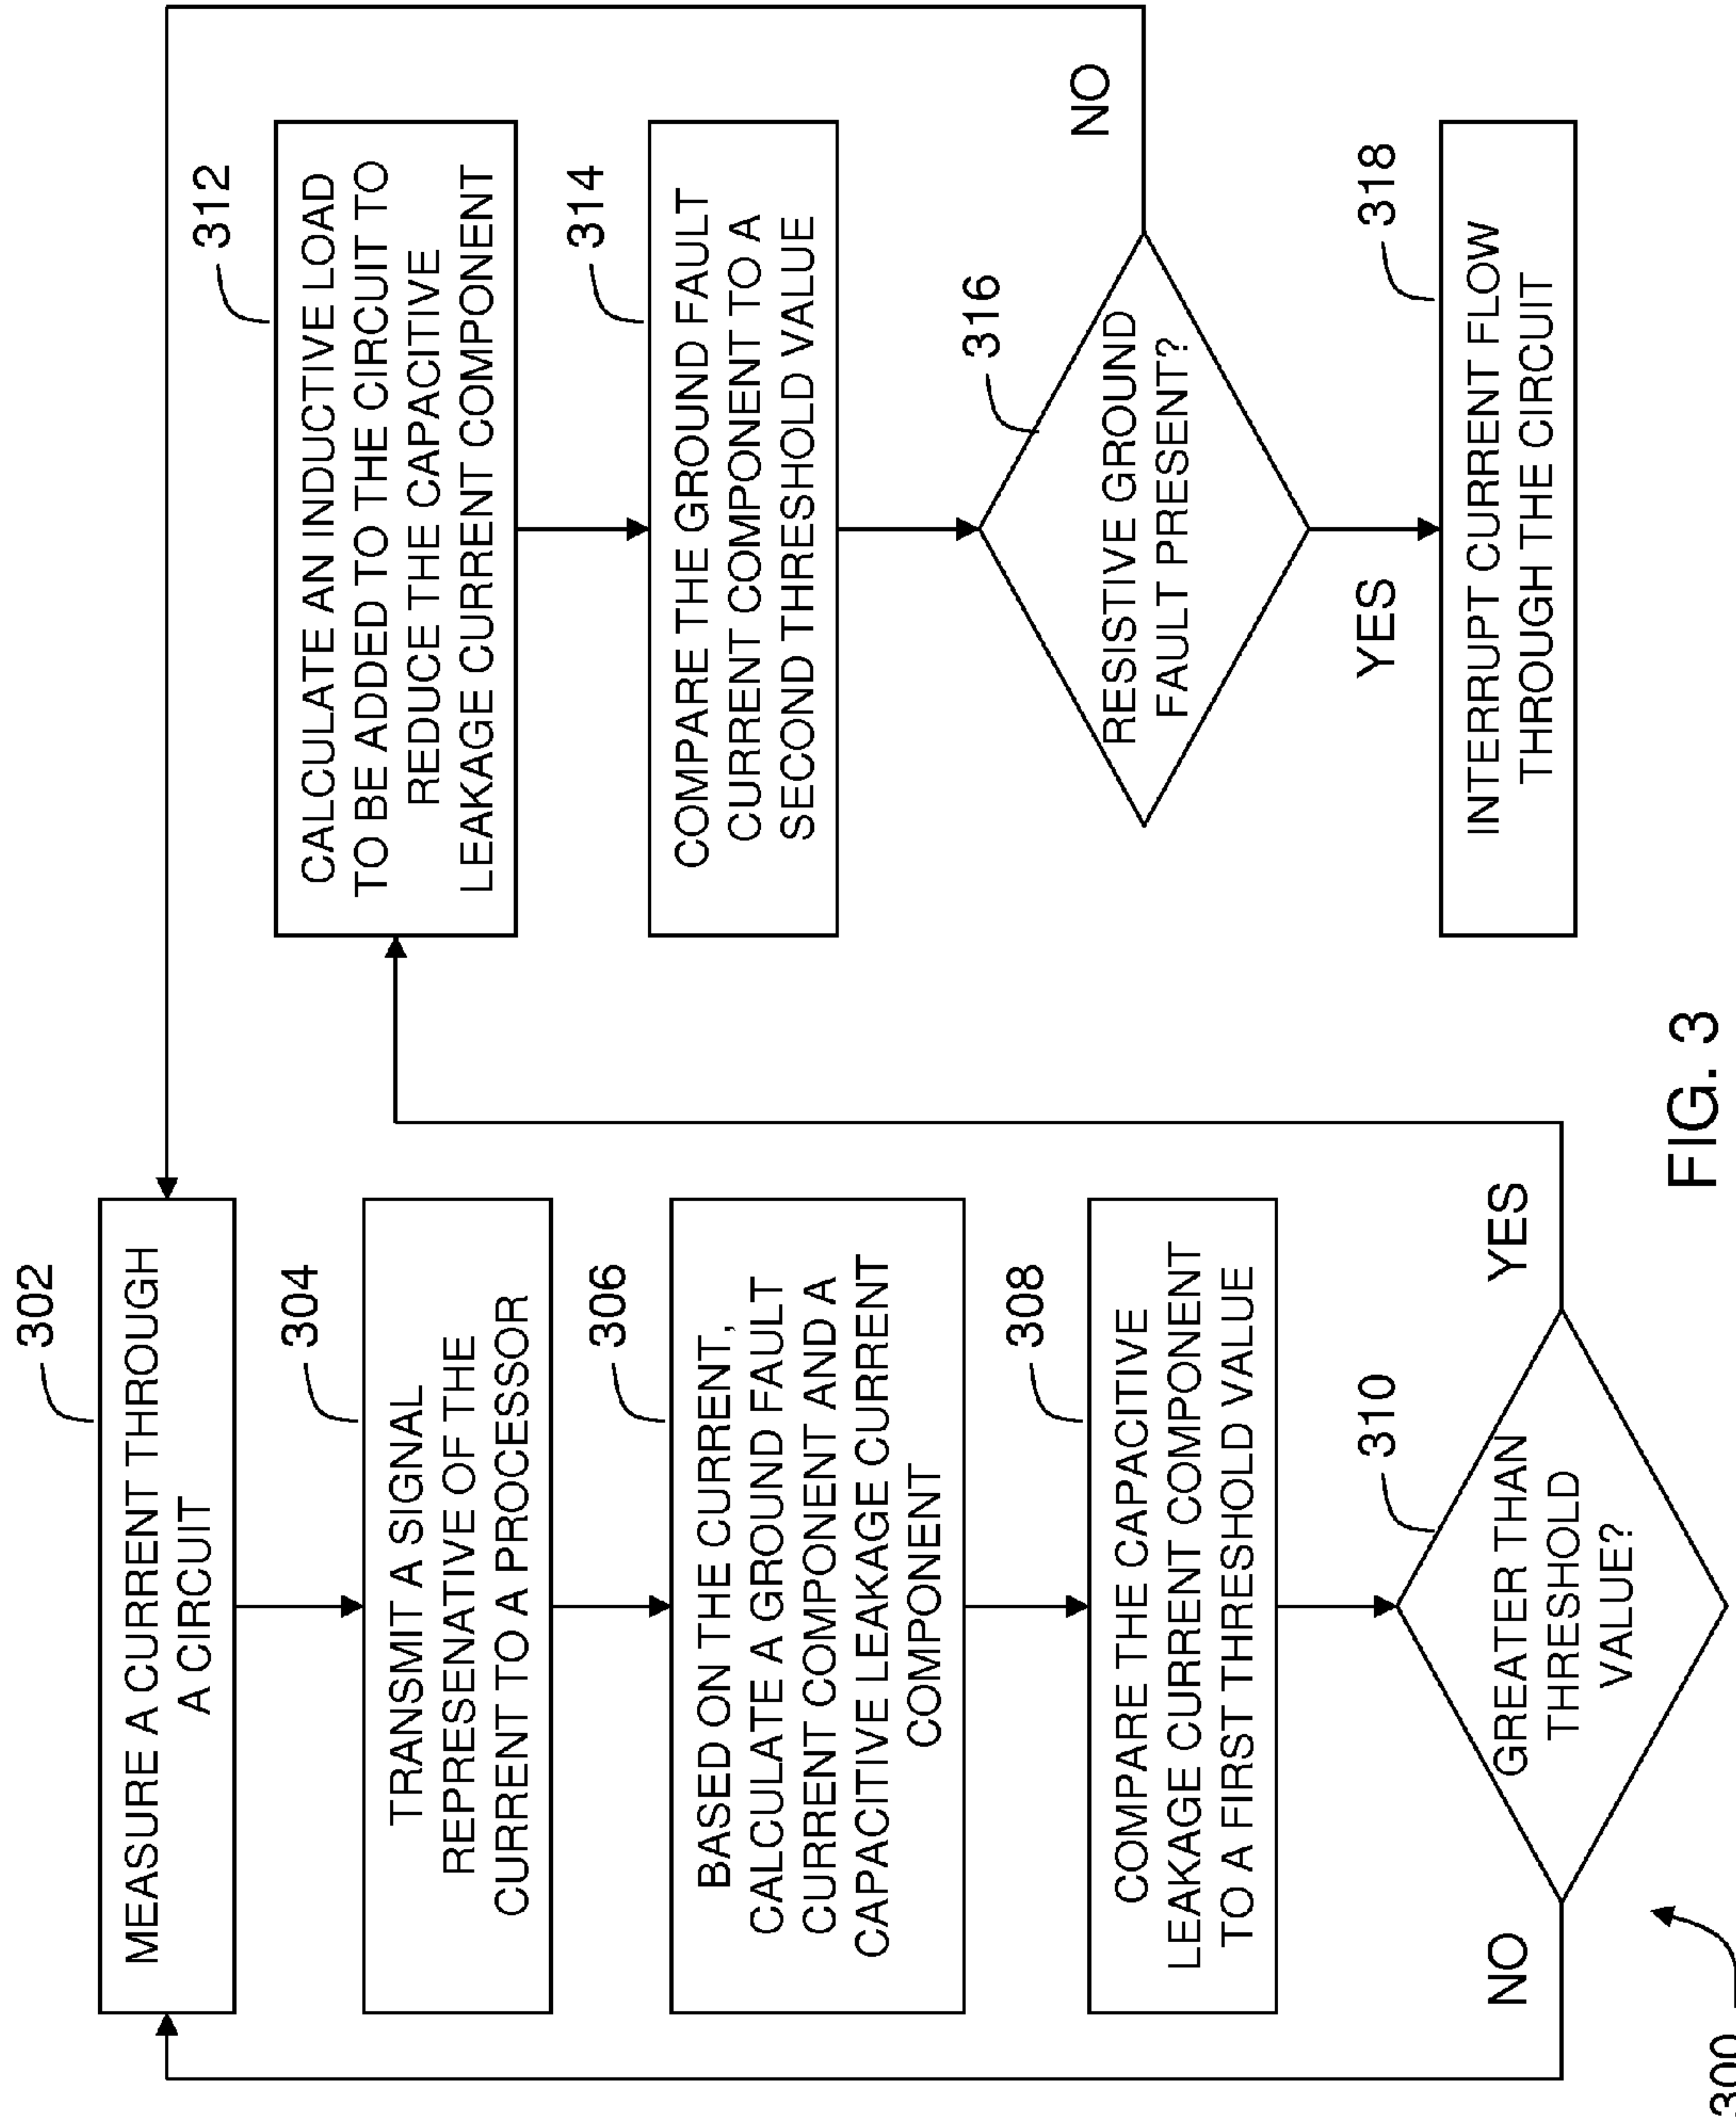 302
MEASURE A CURRENT THROUGH
A CIRCUIT
304
TRANSMIT A SIGNAL
REPRESENATIVE OF THE
CURRENT TO A PROCESSOR
306
BASED ON THE CURRENT,
CALCULATE A GROUND FAULT
CURRENT COMPONENT AND A
CAPACITIVE LEAKAGE CURRENT
COMPONENT
308
COMPARE THE CAPACITIVE
LEAKAGE CURRENT COMPONENT
TO A FIRST THRESHOLD VALUE
310
GREATER THAN
THRESHOLD
VALUE?
NO
YES
300
312
CALCULATE AN INDUCTIVE LOAD
TO BE ADDED TO THE CIRCUIT TO
REDUCE THE CAPACITIVE
LEAKAGE CURRENT COMPONENT
314
COMPARE THE GROUND FAULT
CURRENT COMPONENT TO A
SECOND THRESHOLD VALUE
316
RESISTIVE GROUND
FAULT PRESENT?
NO
YES
318
INTERRUPT CURRENT FLOW
THROUGH THE CIRCUIT
FIG. 3